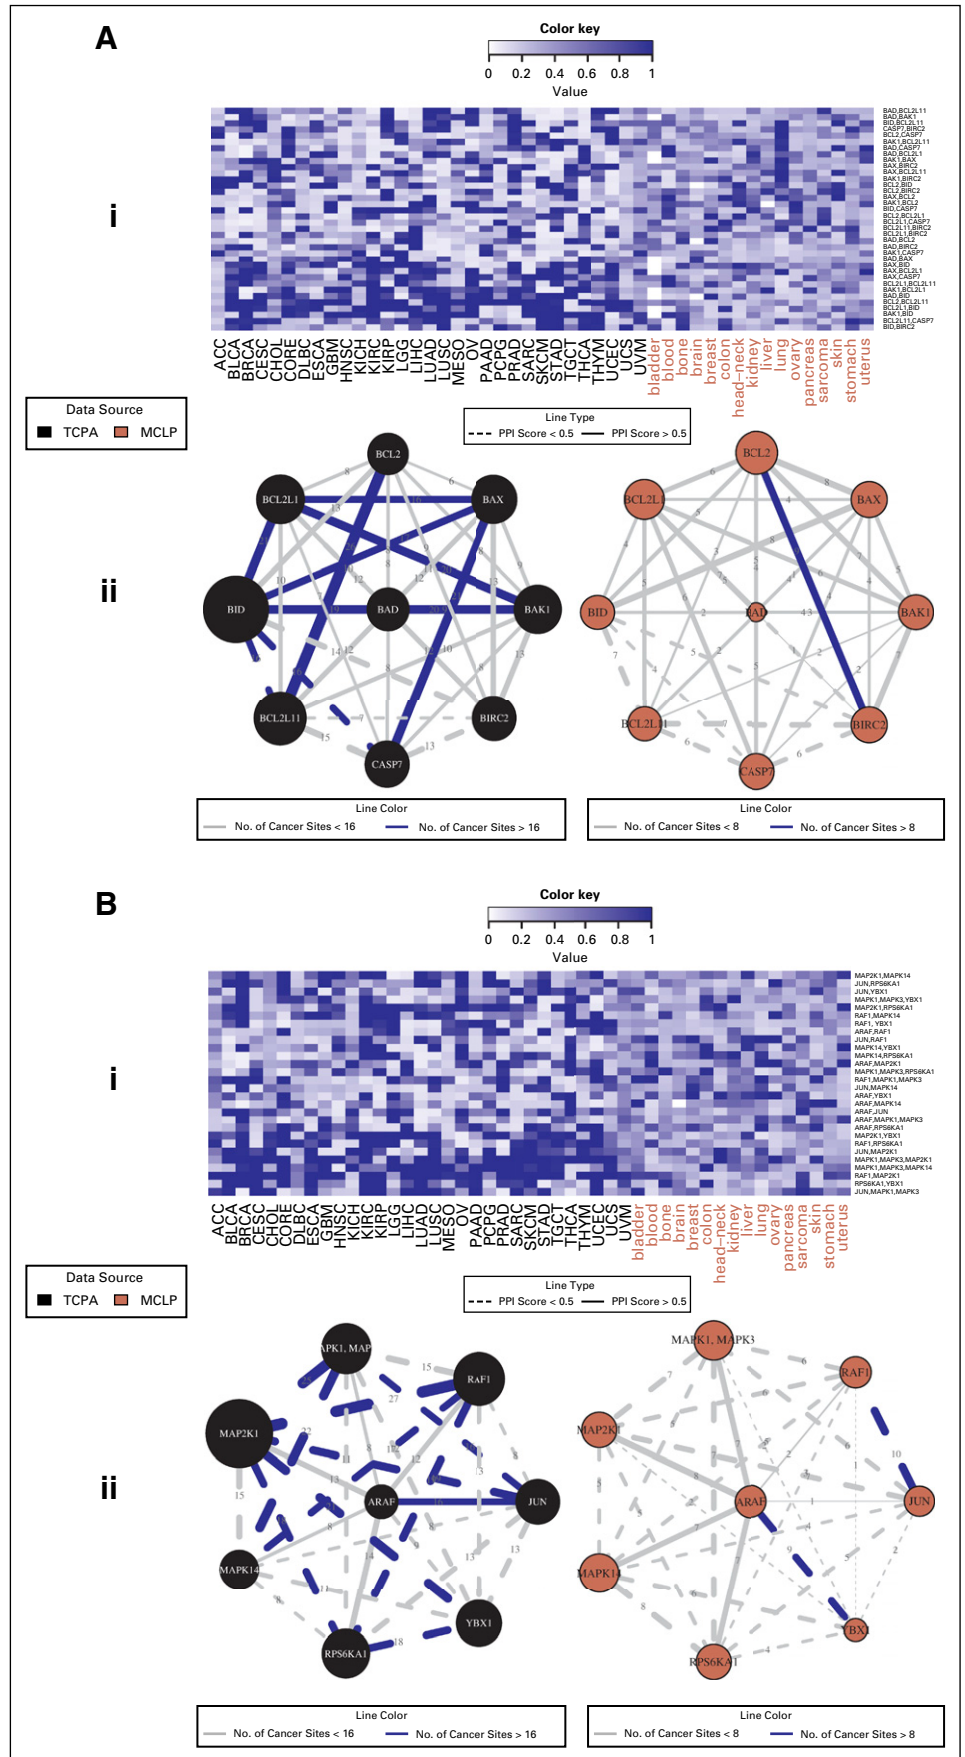 A
Color key
0 0.2 0.4 0.6 0.8 1
Value
i
BAD,BCL2L11
BAD,BAK1
BID,BCL2L11
CASP7,BIRC2
BCL2,CASP7
BAK1,BCL2L11
BAD,CASP7
BAD,BCL2L1
BAK1,BAX
BAX,BIRC2
BAX,BCL2L11
BAK1,BIRC2
BCL2,BID
BCL2,BIRC2
BAX,BCL2
BAK1,BCL2
BID,CASP7
BCL2,BCL2L1
BCL2L1,CASP7
BCL2L11,BIRC2
BCL2L1,BIRC2
BAD,BCL2
BAD,BIRC2
BAK1,CASP7
BAD,BAX
BAX,BID
BAX,BCL2L1
BAX,CASP7
BCL2L1,BCL2L11
BAK1,BCL2L1
BAD,BID
BCL2,BCL2L11
BCL2L1,BID
BAK1,BID
BCL2L11,CASP7
BID,BIRC2
ACC BLCA BRCA CESC CHOL CORE DLBC ESCA GBM HNSC KICH KIRC KIRP LGG LIHC LUAD LUSC MESO OV PAAD PCPG PRAD SARC SKCM STAD TGCT THCA THYM UCEC UCS UVM bladder blood bone brain breast colon head-neck kidney liver lung ovary pancreas sarcoma skin stomach uterus
Data Source
TCPA MCLP
Line Type
PPI Score < 0.5 PPI Score > 0.5
ii
BCL2
BCL2L1
BAX
BID
BAD
BAK1
BCL2L11
BIRC2
CASP7
BCL2
BCL2L1
BAX
BID
BAD
BAK1
BCL2L11
BIRC2
CASP7
Line Color
No. of Cancer Sites < 16 No. of Cancer Sites > 16
Line Color
No. of Cancer Sites < 8 No. of Cancer Sites > 8
B
Color key
0 0.2 0.4 0.6 0.8 1
Value
i
MAP2K1,MAPK14
JUN,RPS6KA1
JUN,YBX1
MAPK1,MAPK3,YBX1
MAP2K1,RPS6KA1
RAF1,MAPK14
RAF1, YBX1
ARAF,RAF1
JUN,RAF1
MAPK14,YBX1
MAPK14,RPS6KA1
ARAF,MAP2K1
MAPK1,MAPK3,RPS6KA1
RAF1,MAPK1,MAPK3
JUN,MAPK14
ARAF,YBX1
ARAF,MAPK14
ARAF,JUN
ARAF,MAPK1,MAPK3
ARAF,RPS6KA1
MAP2K1,YBX1
RAF1,RPS6KA1
JUN,MAP2K1
MAPK1,MAPK3,MAP2K1
MAPK1,MAPK3,MAPK14
RAF1,MAP2K1
RPS6KA1,YBX1
JUN,MAPK1,MAPK3
ACC BLCA BRCA CESC CHOL CORE DLBC ESCA GBM HNSC KICH KIRC KIRP LGG LIHC LUAD LUSC MESO OV PAAD PCPG PRAD SARC SKCM STAD TGCT THCA THYM UCEC UCS UVM bladder blood bone brain breast colon head-neck kidney liver lung ovary pancreas sarcoma skin stomach uterus
Data Source
TCPA MCLP
Line Type
PPI Score < 0.5 PPI Score > 0.5
ii
APK1, MAP
RAF1
MAP2K1
ARAF
JUN
MAPK14
YBX1
RPS6KA1
MAPK1, MAPK3
RAF1
MAP2K1
ARAF
JUN
MAPK14
YBX1
RPS6KA1
Line Color
No. of Cancer Sites < 16 No. of Cancer Sites > 16
Line Color
No. of Cancer Sites < 8 No. of Cancer Sites > 8